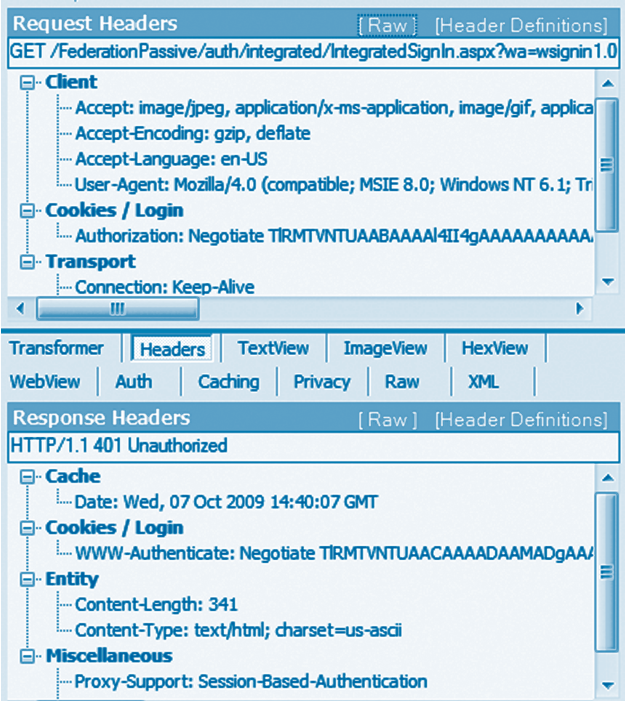 Request Headers [ Raw ] [Header Definitions]
GET /FederationPassive/auth/integrated/IntegratedSignIn.aspx?wa=wsignin1.0
Client
Accept: image/jpeg, application/x-ms-application, image/gif, applica
Accept-Encoding: gzip, deflate
Accept-Language: en-US
User-Agent: Mozilla/4.0 (compatible; MSIE 8.0; Windows NT 6.1; Tri
Cookies / Login
Authorization: Negotiate TlRMTVNTUAABAAAAl4II4gAAAAAAAAAA
Transport
Connection: Keep-Alive
Transformer Headers TextView ImageView HexView
WebView Auth Caching Privacy Raw XML
Response Headers [ Raw ] [Header Definitions]
HTTP/1.1 401 Unauthorized
Cache
Date: Wed, 07 Oct 2009 14:40:07 GMT
Cookies / Login
WWW-Authenticate: Negotiate TlRMTVNTUAACAAAADAAMADgAAA
Entity
Content-Length: 341
Content-Type: text/html; charset=us-ascii
Miscellaneous
Proxy-Support: Session-Based-Authentication